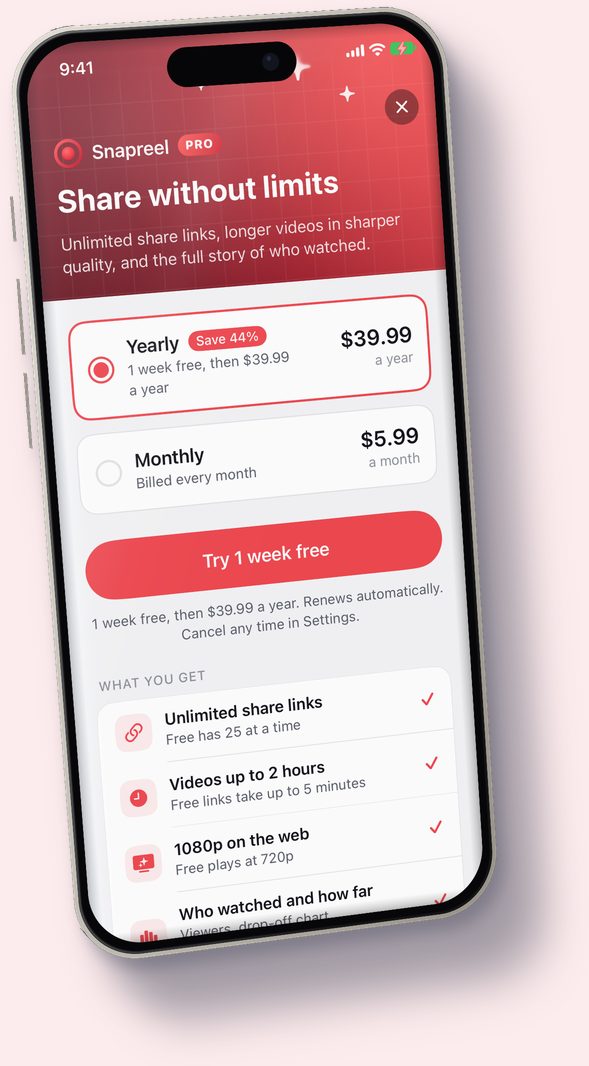 9:41
Snapreel PRO
Share without limits
Unlimited share links, longer videos in sharper
quality, and the full story of who watched.
Yearly Save 44%
1 week free, then $39.99
a year
$39.99
a year
Monthly
Billed every month
$5.99
a month
Try 1 week free
1 week free, then $39.99 a year. Renews automatically.
Cancel any time in Settings.
WHAT YOU GET
Unlimited share links
Free has 25 at a time
Videos up to 2 hours
Free links take up to 5 minutes
1080p on the web
Free plays at 720p
Who watched and how far
Viewers, drop-off chart